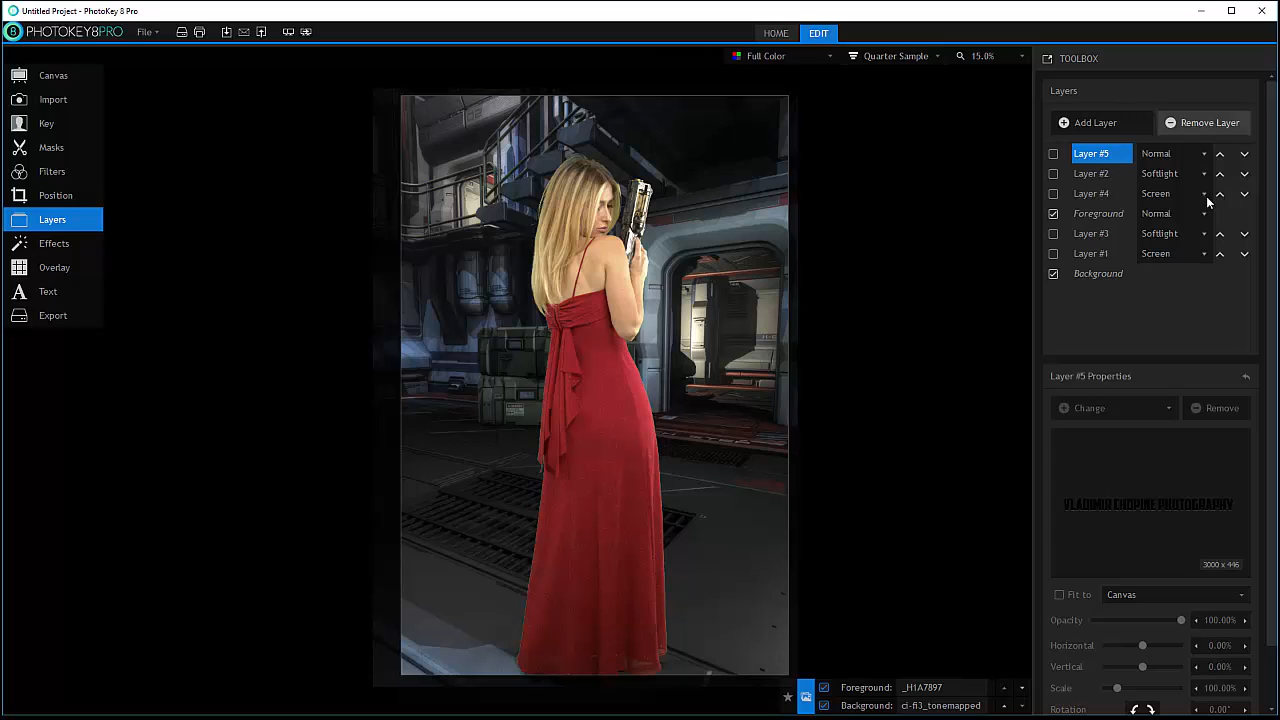 Untitled Project - PhotoKey 8 Pro
8 PHOTOKEY8PRO File HOME EDIT
Full Color Quarter Sample 15.0% TOOLBOX
Canvas
Import
Key
Masks
Filters
Position
Layers
Effects
Overlay
Text
Export
Layers
Add Layer Remove Layer
Layer #5 Normal
Layer #2 Softlight
Layer #4 Screen
Foreground Normal
Layer #3 Softlight
Layer #1 Screen
Background
Layer #5 Properties
Change Remove
VLADIMIR CHOPINE PHOTOGRAPHY
3000 x 446
Fit to Canvas
Opacity 100.00%
Horizontal 0.00%
Vertical 0.00%
Scale 100.00%
Rotation 0.00°
Foreground: _H1A7897
Background: ci-fi3_tonemapped